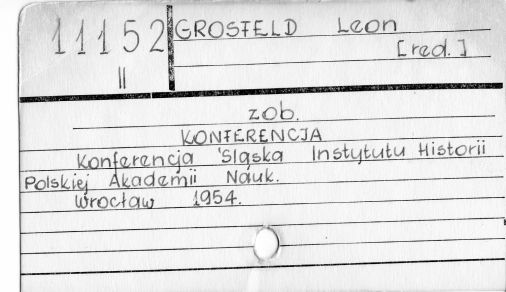 11152 GROSFELD Leon
II [red.]
zob.
KONFERENCJA
Konferencja Śląska Instytutu Historii
Polskiej Akademii Nauk.
Wrocław 1954.